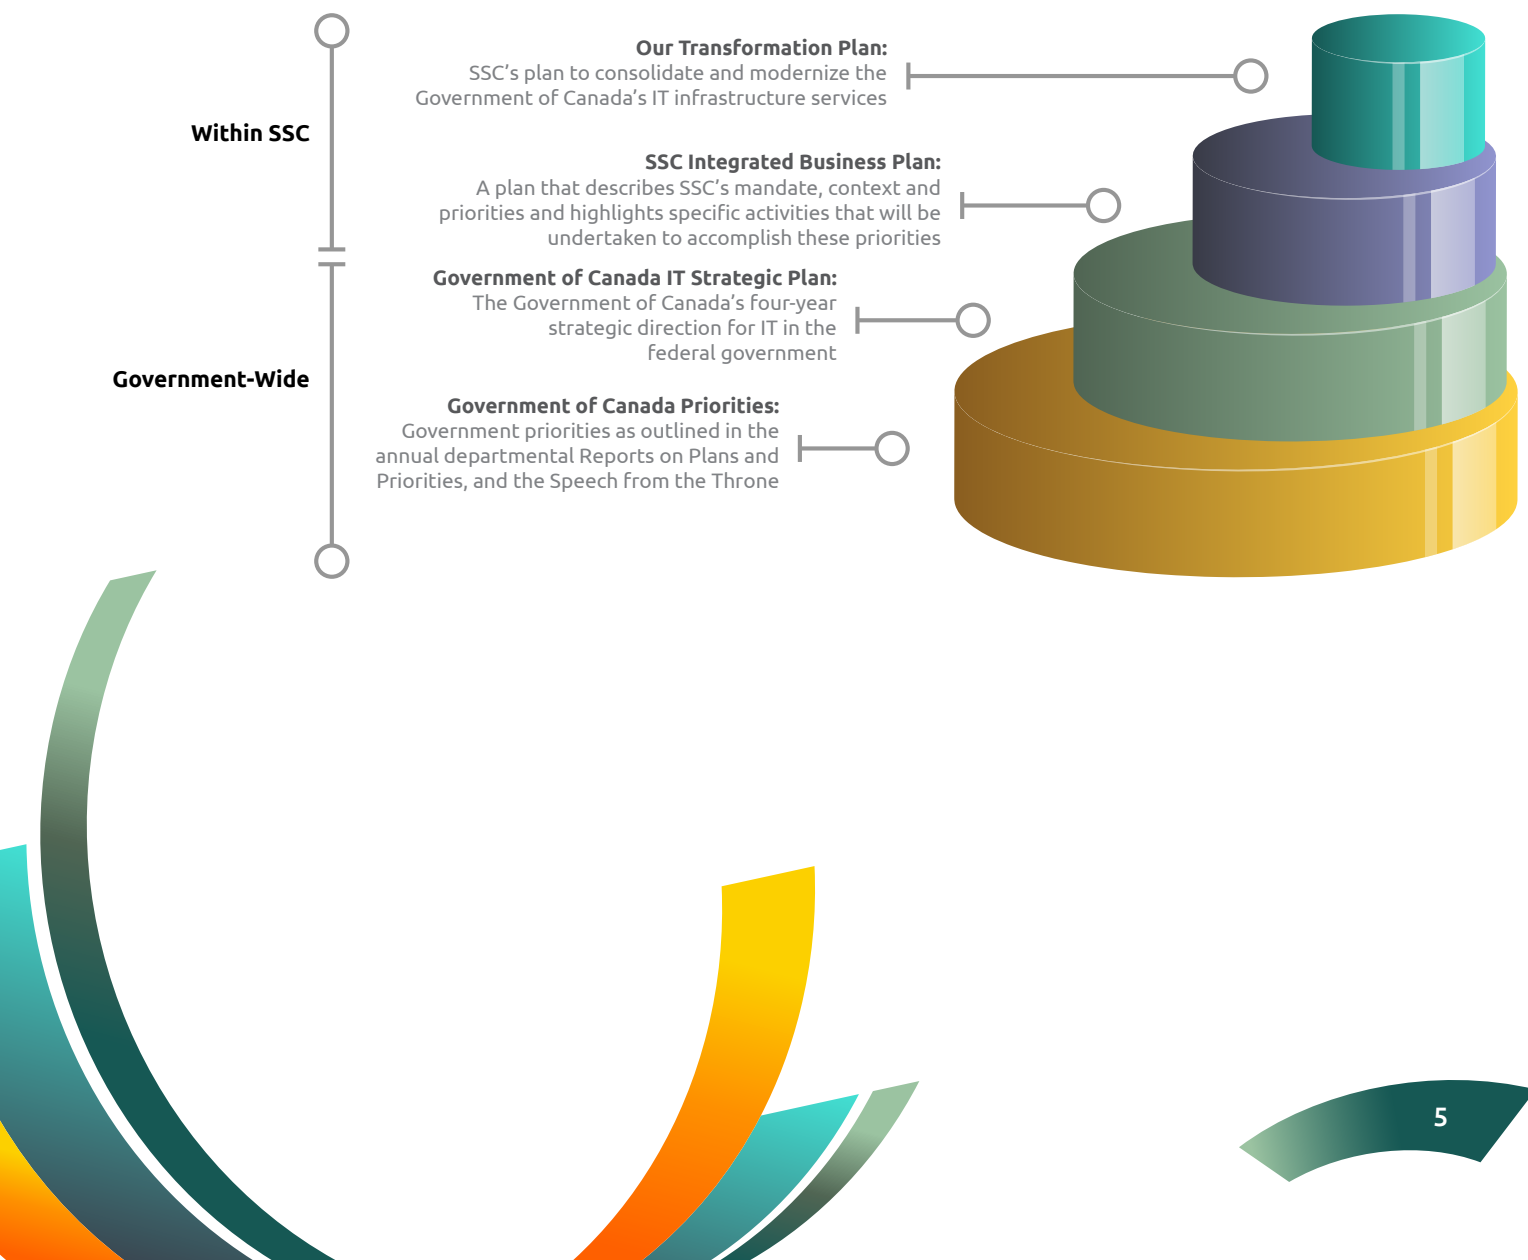 Within SSC
Our Transformation Plan:
SSC’s plan to consolidate and modernize the
Government of Canada’s IT infrastructure services
SSC Integrated Business Plan:
A plan that describes SSC’s mandate, context and
priorities and highlights specific activities that will be
undertaken to accomplish these priorities
Government-Wide
Government of Canada IT Strategic Plan:
The Government of Canada’s four-year
strategic direction for IT in the
federal government
Government of Canada Priorities:
Government priorities as outlined in the
annual departmental Reports on Plans and
Priorities, and the Speech from the Throne
5